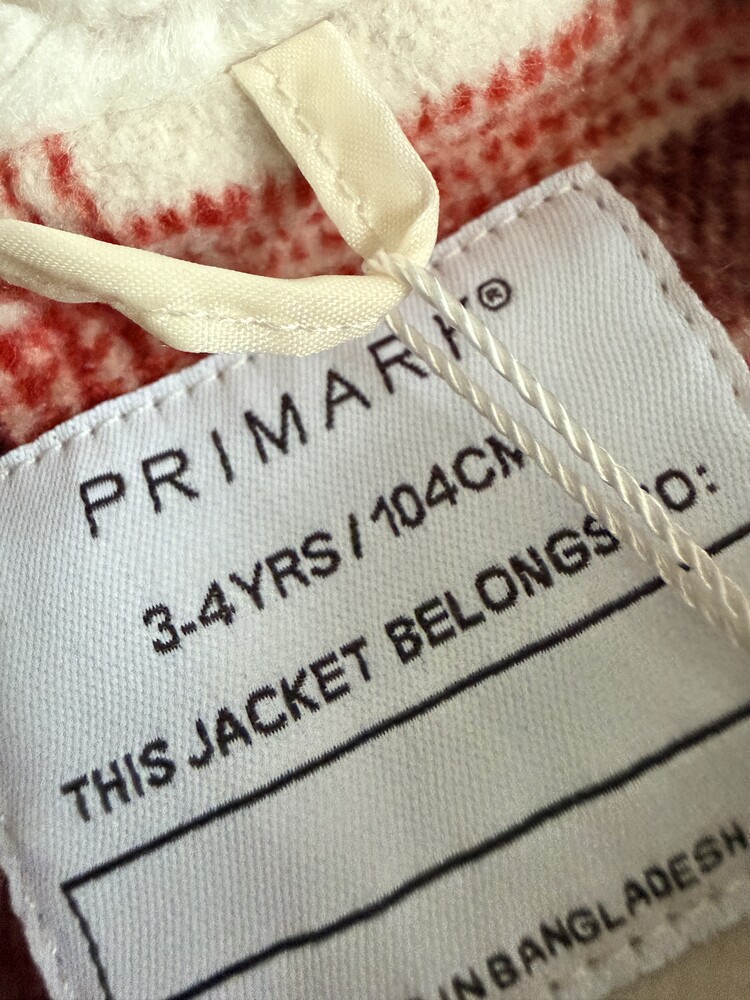 PRIMARK®
3-4YRS / 104CM
THIS JACKET BELONGS TO:
IN BANGLADESH